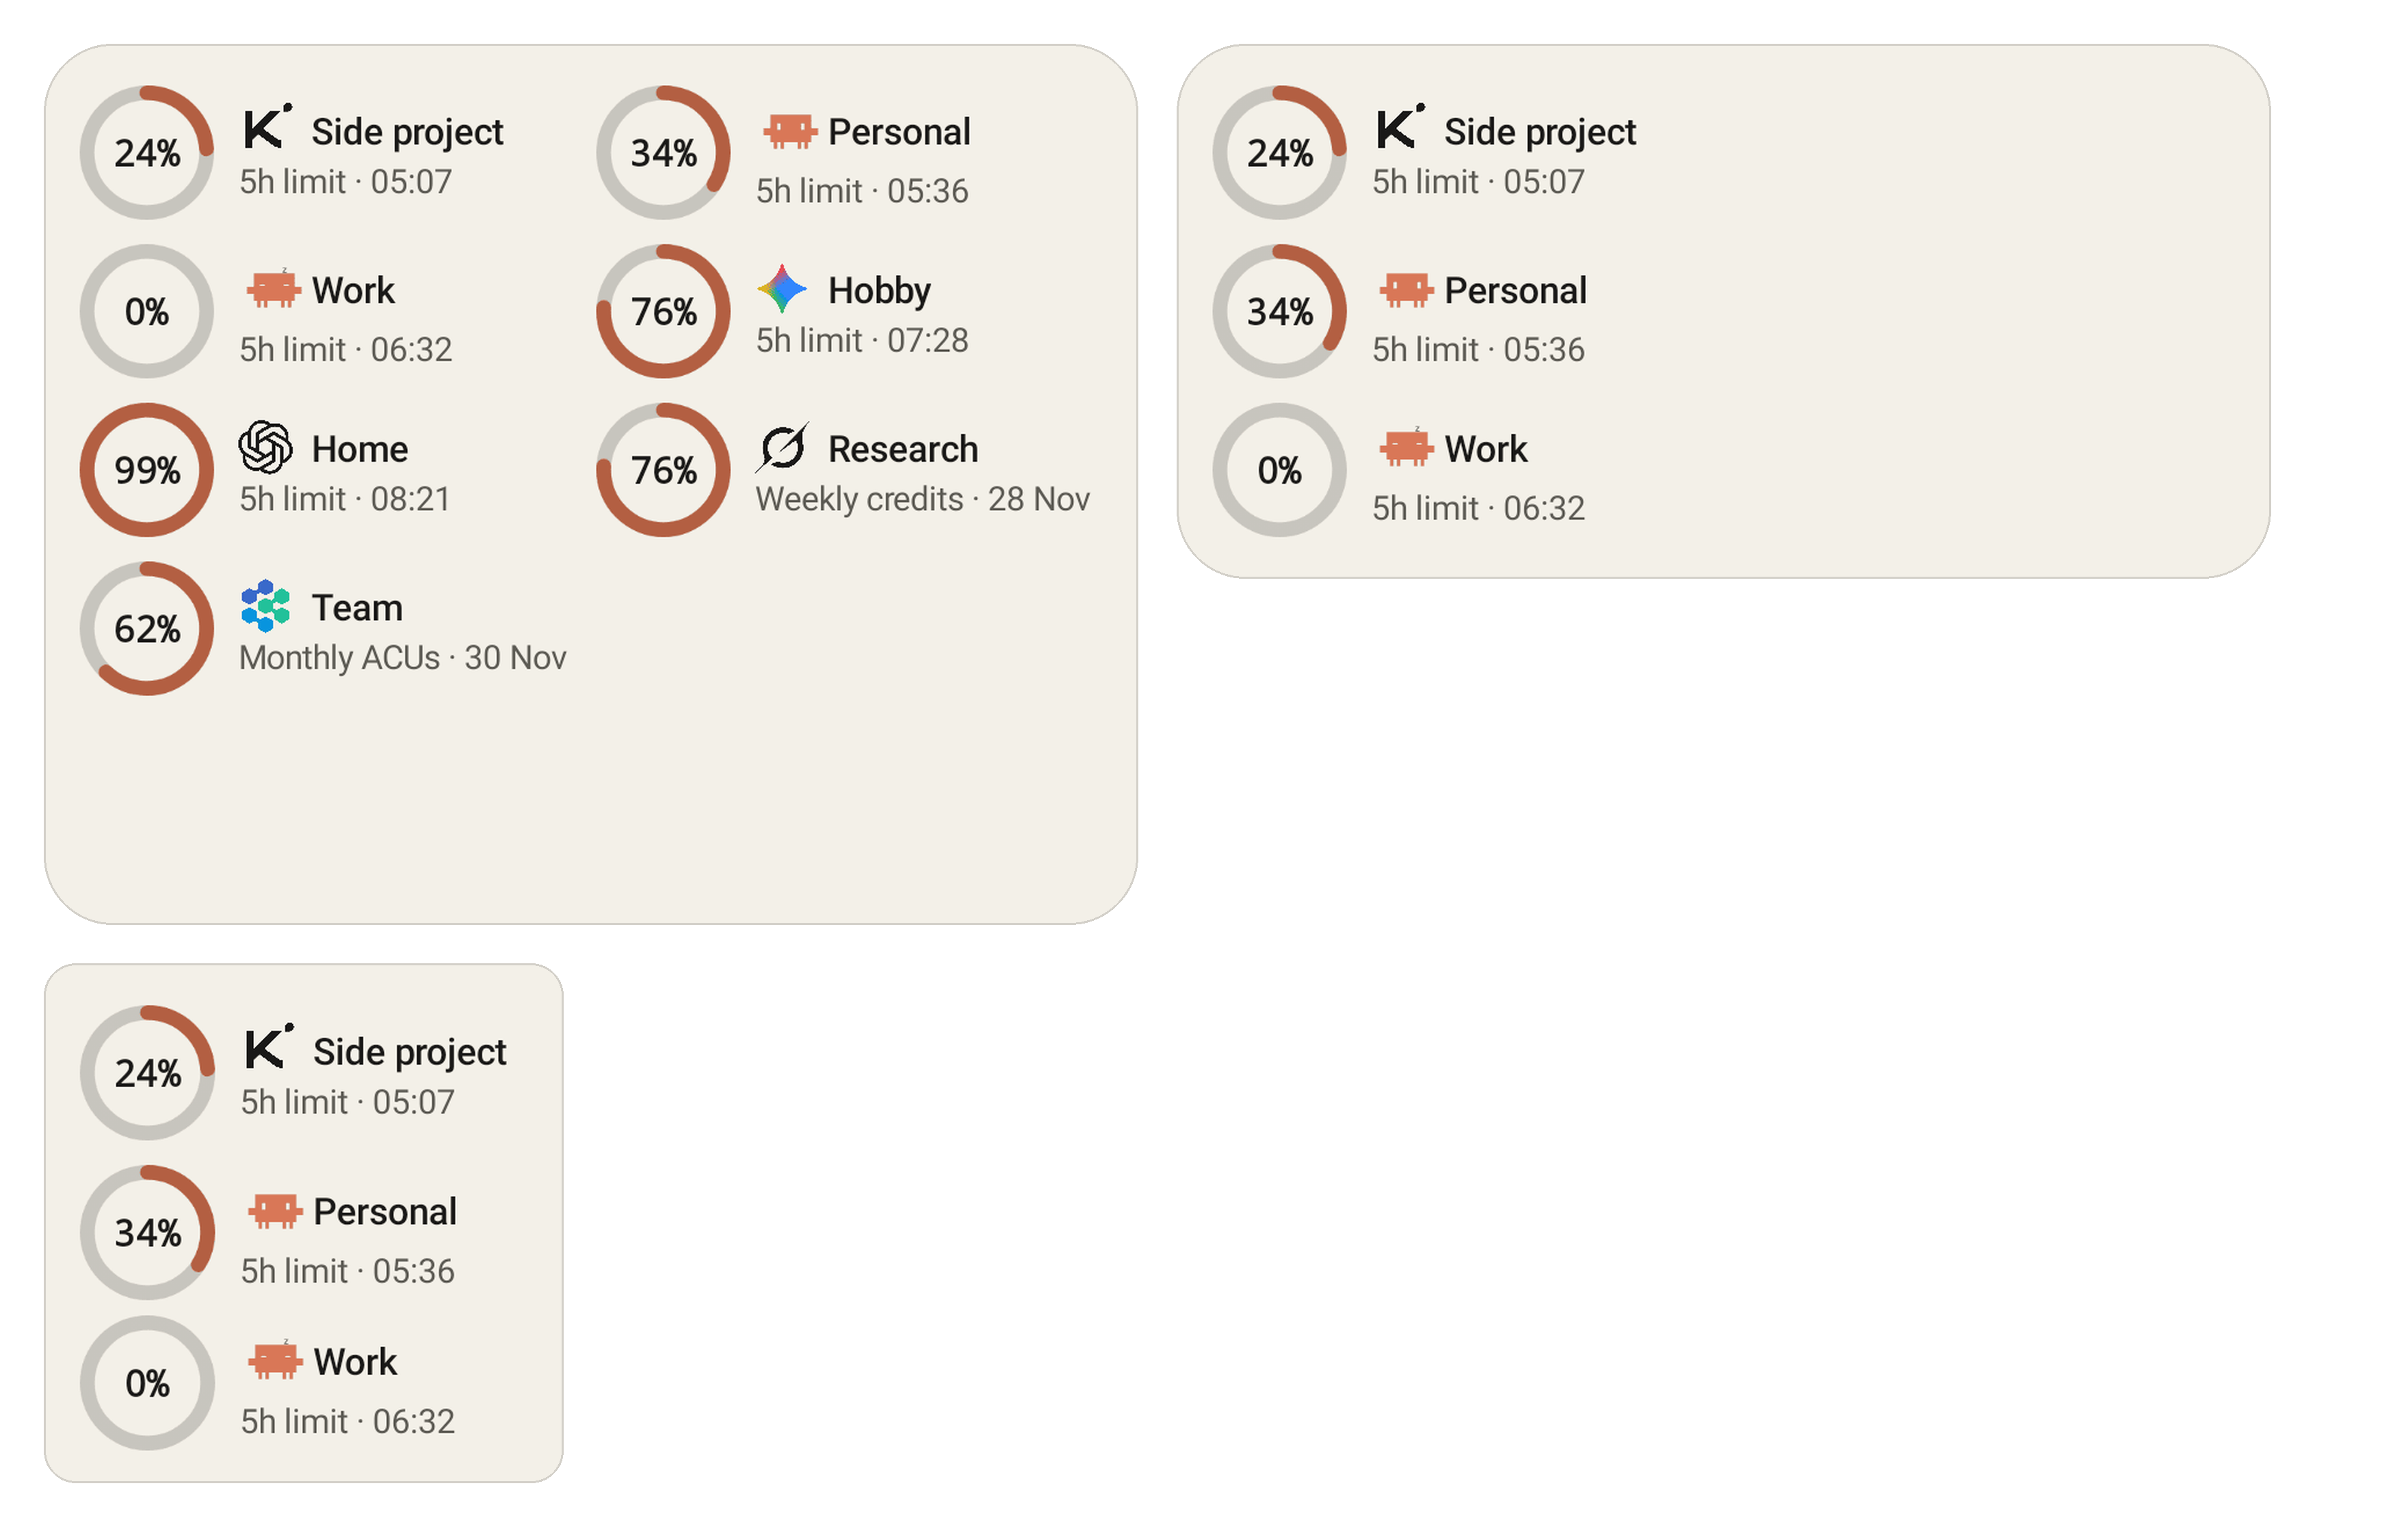 24%
Side project
5h limit · 05:07
34%
Personal
5h limit · 05:36
0%
z
Work
5h limit · 06:32
76%
Hobby
5h limit · 07:28
99%
Home
5h limit · 08:21
76%
Research
Weekly credits · 28 Nov
62%
Team
Monthly ACUs · 30 Nov
24%
Side project
5h limit · 05:07
34%
Personal
5h limit · 05:36
0%
z
Work
5h limit · 06:32
24%
Side project
5h limit · 05:07
34%
Personal
5h limit · 05:36
0%
z
Work
5h limit · 06:32